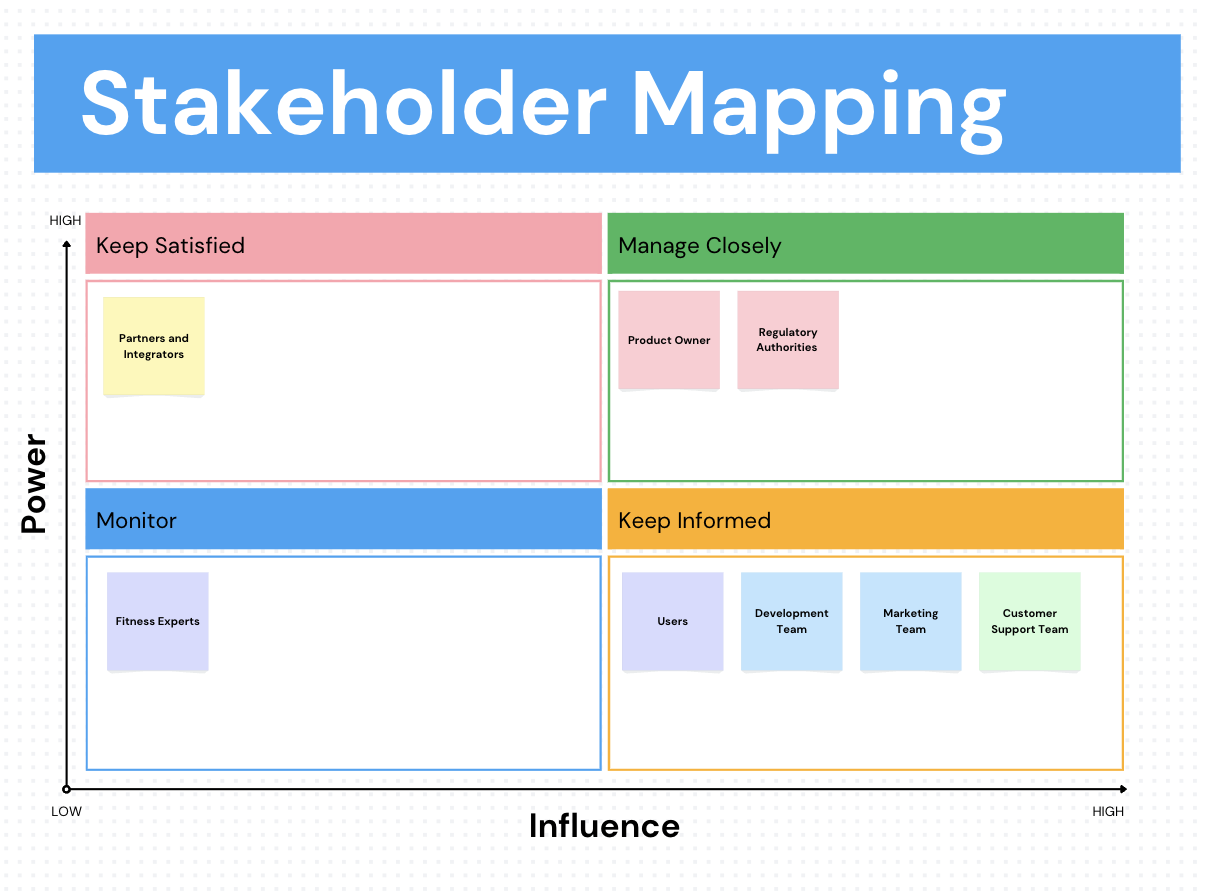 Stakeholder Mapping
HIGH
Keep Satisfied
Manage Closely
Partners and
Integrators
Product Owner
Regulatory
Authorities
Power
Monitor
Keep Informed
Fitness Experts
Users
Development
Team
Marketing
Team
Customer
Support Team
LOW
HIGH
Influence